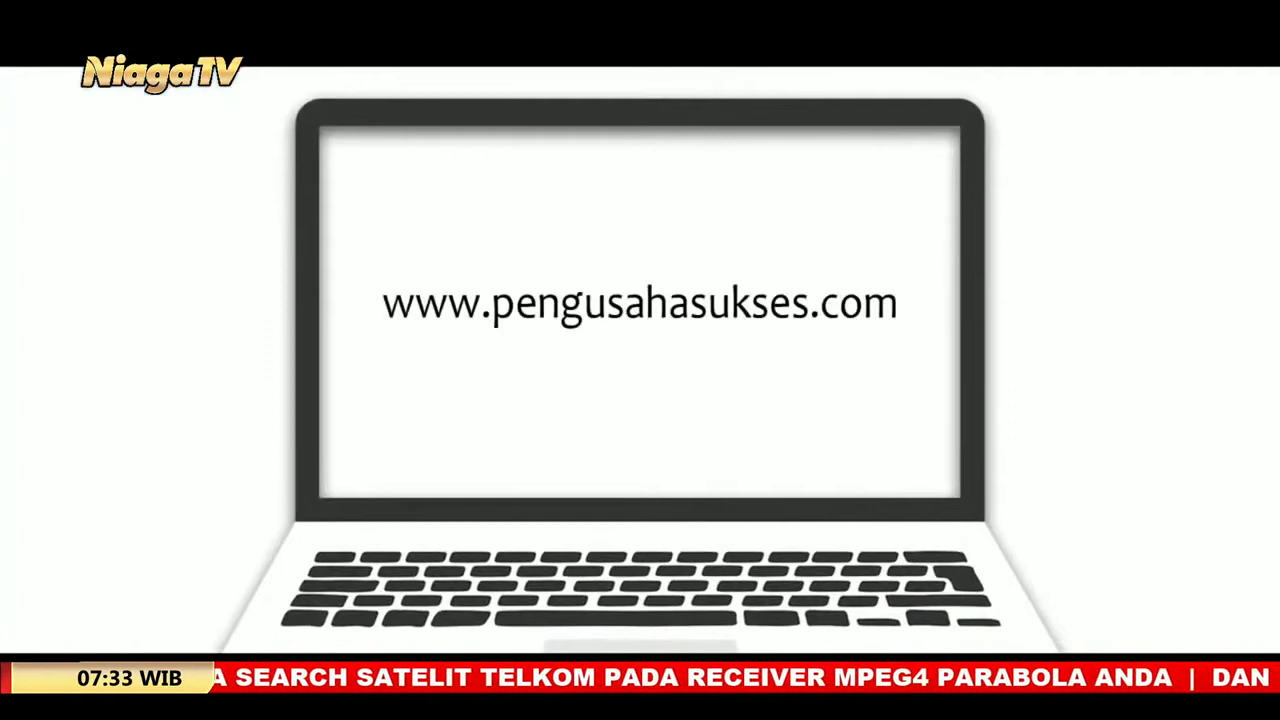 NiagaTV
www.pengusahasukses.com
07:33 WIB
A SEARCH SATELIT TELKOM PADA RECEIVER MPEG4 PARABOLA ANDA | DAN